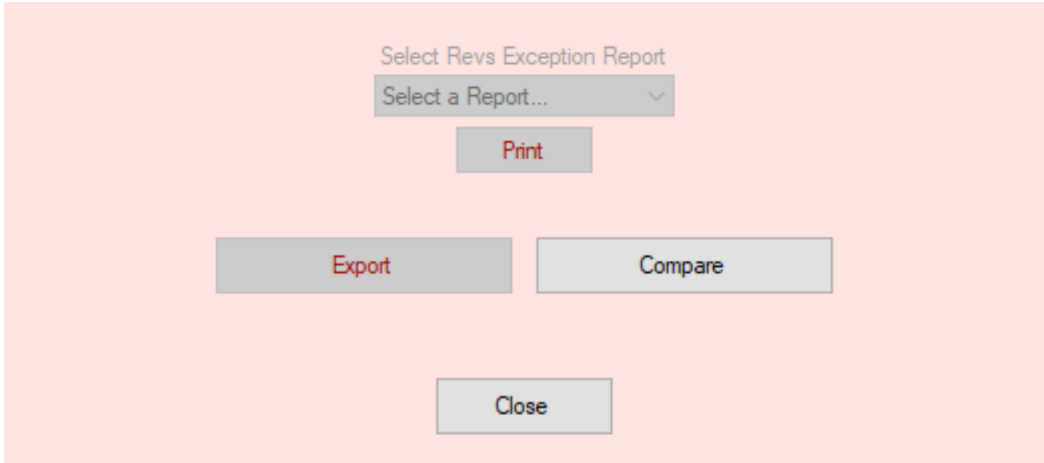 Select Revs Exception Report
Select a Report...
Print
Export Compare
Close